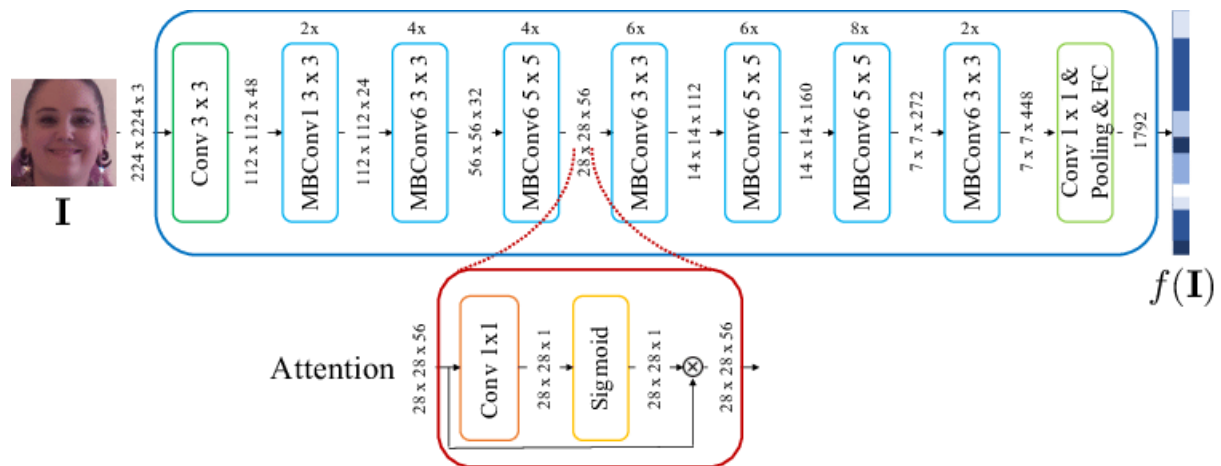 2x
4x
4x
6x
6x
8x
2x
224 x 224 x 3
Conv 3 x 3
112 x 112 x 48
MBConv1 3 x 3
112 x 112 x 24
MBConv6 3 x 3
56 x 56 x 32
MBConv6 5 x 5
28 x 28 x 56
MBConv6 3 x 3
14 x 14 x 112
MBConv6 5 x 5
14 x 14 x 160
MBConv6 5 x 5
7 x 7 x 272
MBConv6 3 x 3
7 x 7 x 448
Conv 1 x 1 &
Pooling & FC
1792
I
f(I)
Attention
28 x 28 x 56
Conv 1x1
28 x 28 x 1
Sigmoid
28 x 28 x 1
28 x 28 x 56